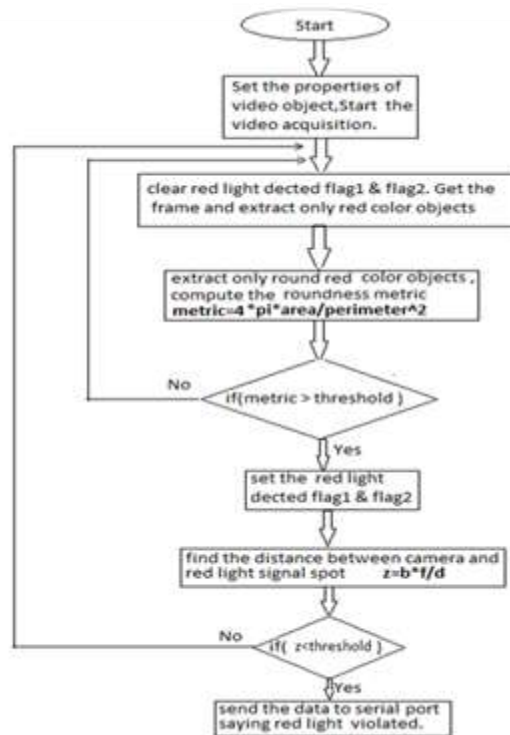 Start
Set the properties of
video object,Start the
video acquisition.
clear red light dected flag1 & flag2. Get the
frame and extract only red color objects
extract only round red color objects ,
compute the roundness metric
metric=4*pi*area/perimeter^2
No
if(metric > threshold )
Yes
set the red light
dected flag1 & flag2
find the distance between camera and
red light signal spot z=b*f/d
No
if( z<threshold )
Yes
send the data to serial port
saying red light violated.